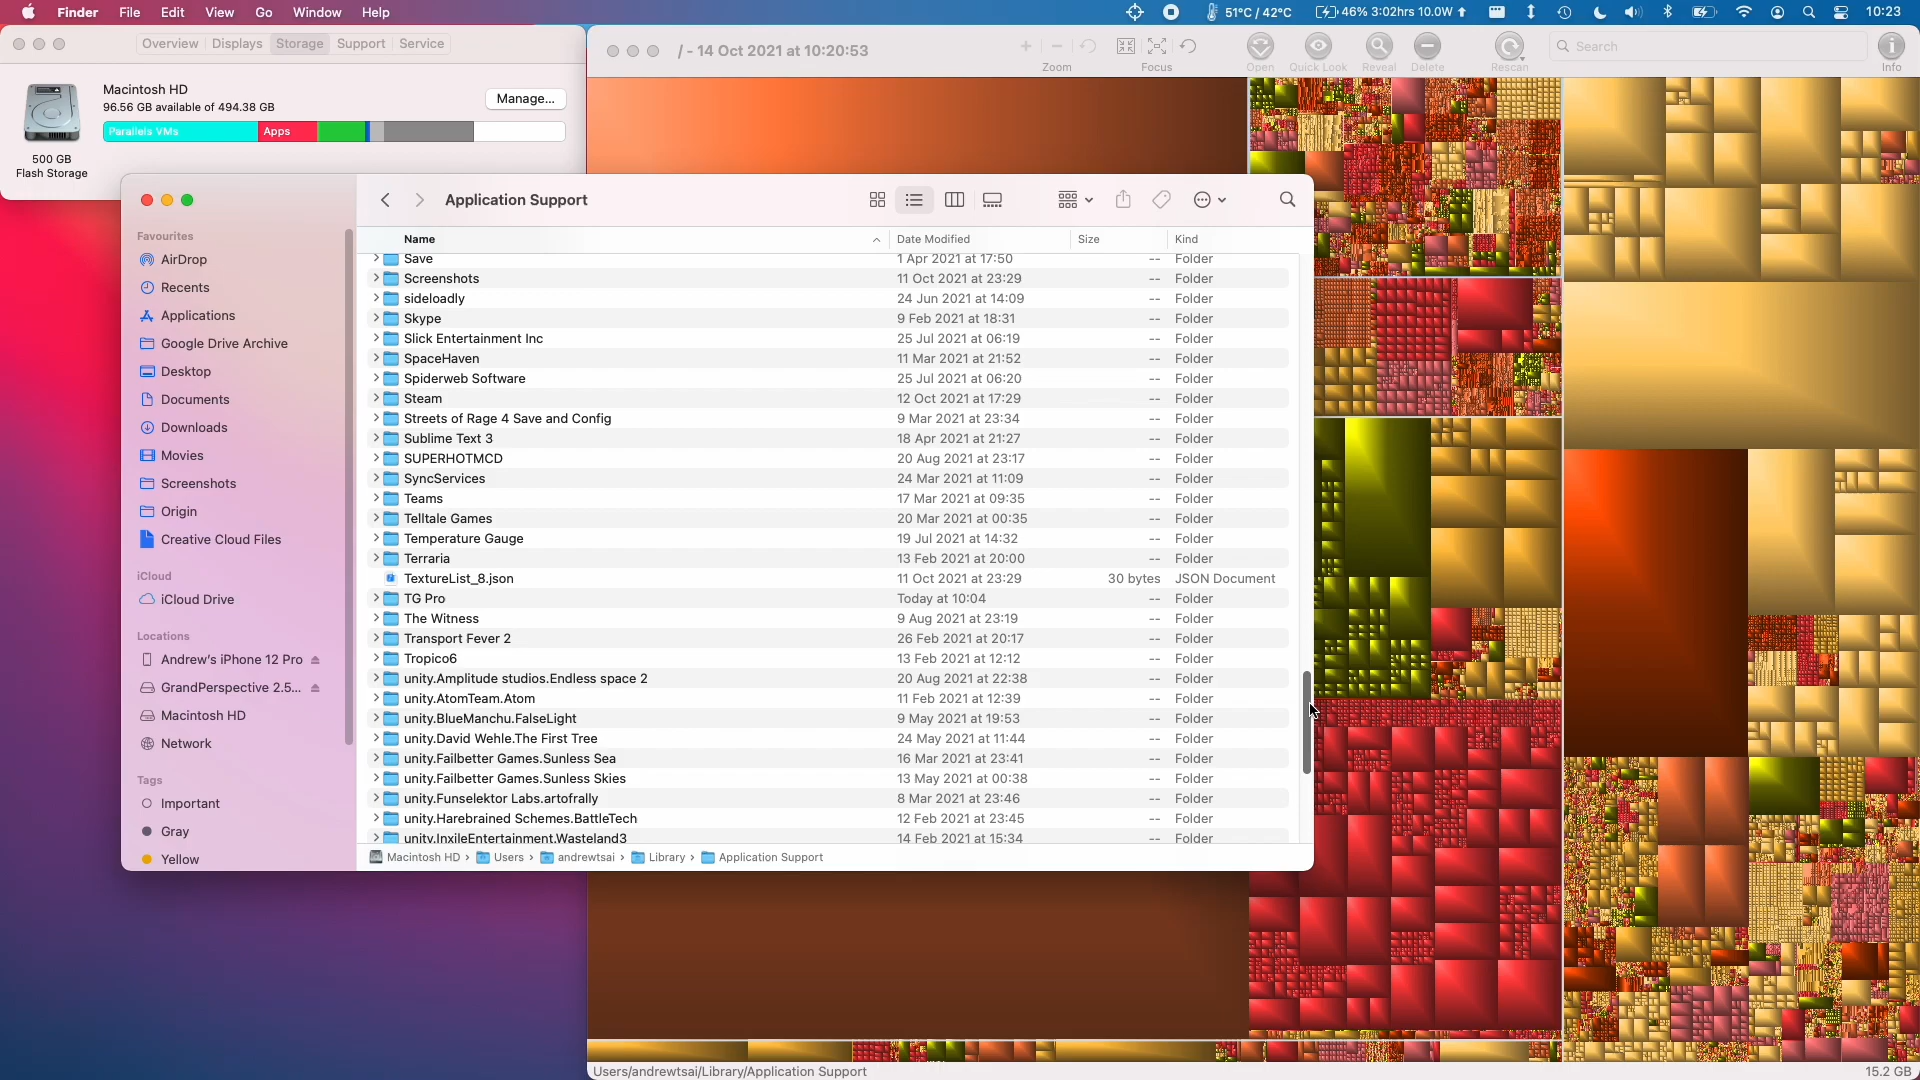 Finder File Edit View Go Window Help
51°C / 42°C 46% 3:02hrs 10.0W 10:23
Overview Displays Storage Support Service
Macintosh HD
96.56 GB available of 494.38 GB
Manage...
Parallels VMs Apps
500 GB
Flash Storage
/ - 14 Oct 2021 at 10:20:53
Zoom Focus Open Quick Look Reveal Delete Rescan Search Info
Application Support
Favourites
AirDrop
Recents
Applications
Google Drive Archive
Desktop
Documents
Downloads
Movies
Screenshots
Origin
Creative Cloud Files
iCloud
iCloud Drive
Locations
Andrew's iPhone 12 Pro
GrandPerspective 2.5...
Macintosh HD
Network
Tags
Important
Gray
Yellow
Name Date Modified Size Kind
Save 1 Apr 2021 at 17:50 -- Folder
Screenshots 11 Oct 2021 at 23:29 -- Folder
sideloadly 24 Jun 2021 at 14:09 -- Folder
Skype 9 Feb 2021 at 18:31 -- Folder
Slick Entertainment Inc 25 Jul 2021 at 06:19 -- Folder
SpaceHaven 11 Mar 2021 at 21:52 -- Folder
Spiderweb Software 25 Jul 2021 at 06:20 -- Folder
Steam 12 Oct 2021 at 17:29 -- Folder
Streets of Rage 4 Save and Config 9 Mar 2021 at 23:34 -- Folder
Sublime Text 3 18 Apr 2021 at 21:27 -- Folder
SUPERHOTMCD 20 Aug 2021 at 23:17 -- Folder
SyncServices 24 Mar 2021 at 11:09 -- Folder
Teams 17 Mar 2021 at 09:35 -- Folder
Telltale Games 20 Mar 2021 at 00:35 -- Folder
Temperature Gauge 19 Jul 2021 at 14:32 -- Folder
Terraria 13 Feb 2021 at 20:00 -- Folder
TextureList_8.json 11 Oct 2021 at 23:29 30 bytes JSON Document
TG Pro Today at 10:04 -- Folder
The Witness 9 Aug 2021 at 23:19 -- Folder
Transport Fever 2 26 Feb 2021 at 20:17 -- Folder
Tropico6 13 Feb 2021 at 12:12 -- Folder
unity.Amplitude studios.Endless space 2 20 Aug 2021 at 22:38 -- Folder
unity.AtomTeam.Atom 11 Feb 2021 at 12:39 -- Folder
unity.BlueManchu.FalseLight 9 May 2021 at 19:53 -- Folder
unity.David Wehle.The First Tree 24 May 2021 at 11:44 -- Folder
unity.Failbetter Games.Sunless Sea 16 Mar 2021 at 23:41 -- Folder
unity.Failbetter Games.Sunless Skies 13 May 2021 at 00:38 -- Folder
unity.Funselektor Labs.artofrally 8 Mar 2021 at 23:46 -- Folder
unity.Harebrained Schemes.BattleTech 12 Feb 2021 at 23:45 -- Folder
unity.InxileEntertainment.Wasteland3 14 Feb 2021 at 15:34 -- Folder
Macintosh HD › Users › andrewtsai › Library › Application Support
Users/andrewtsai/Library/Application Support 15.2 GB